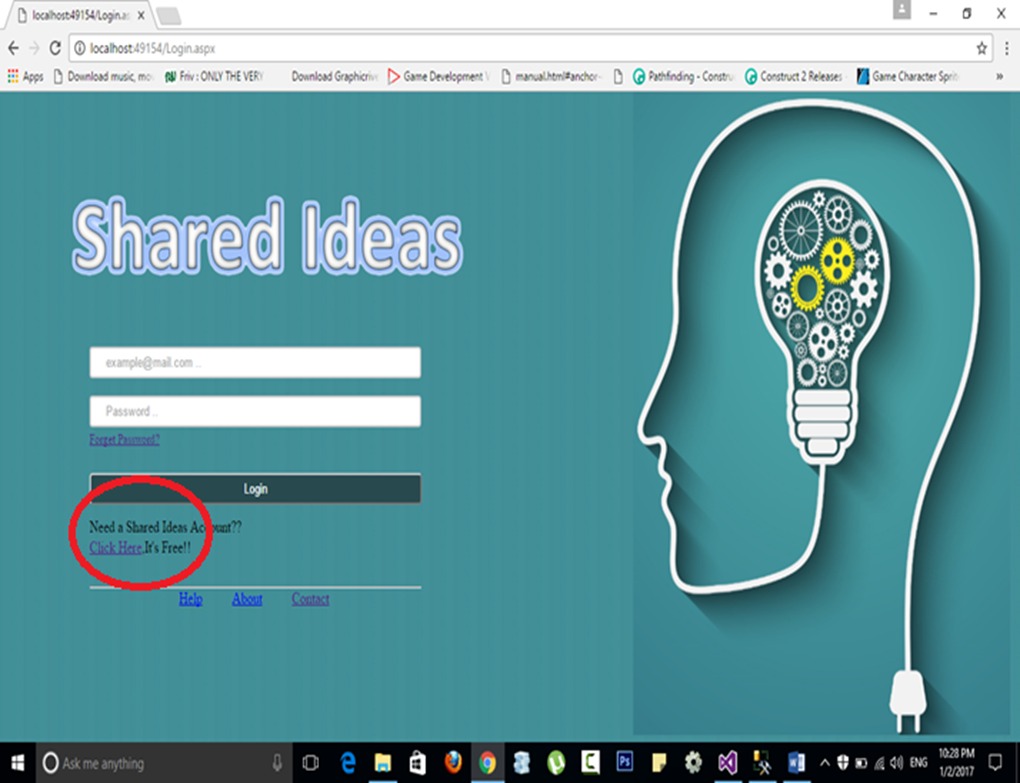 localhost:49154/Login.as
localhost:49154/Login.aspx
Apps Download music, mo Friv : ONLY THE VERY Download Graphicriv Game Development V manual.html#anchor- Pathfinding - Constru Construct 2 Releases Game Character Sprit »
Shared Ideas
example@mail.com ..
Password ..
Forget Password?
Login
Need a Shared Ideas Account??
Click Here,It's Free!!
Help About Contact
Ask me anything
Ps
ENG
10:28 PM
1/2/2017